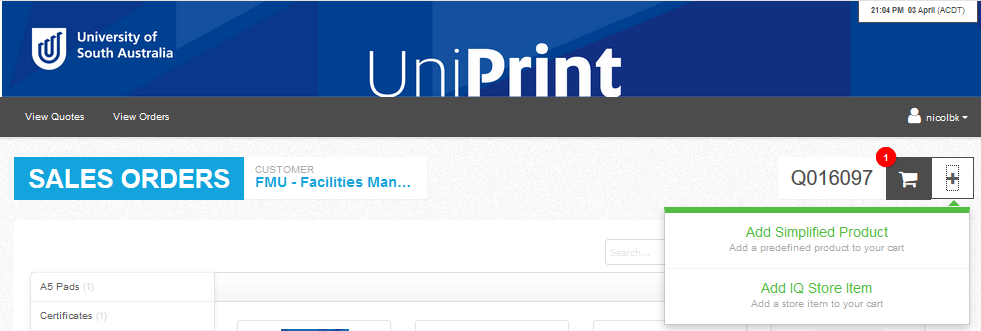 21:04 PM 03 April (ACDT)
University of
South Australia
UniPrint
View Quotes
View Orders
nicolbk
SALES ORDERS
CUSTOMER
FMU - Facilities Man...
Q016097
1
+
Add Simplified Product
Add a predefined product to your cart
Search...
Add IQ Store Item
Add a store item to your cart
A5 Pads (1)
Certificates (1)